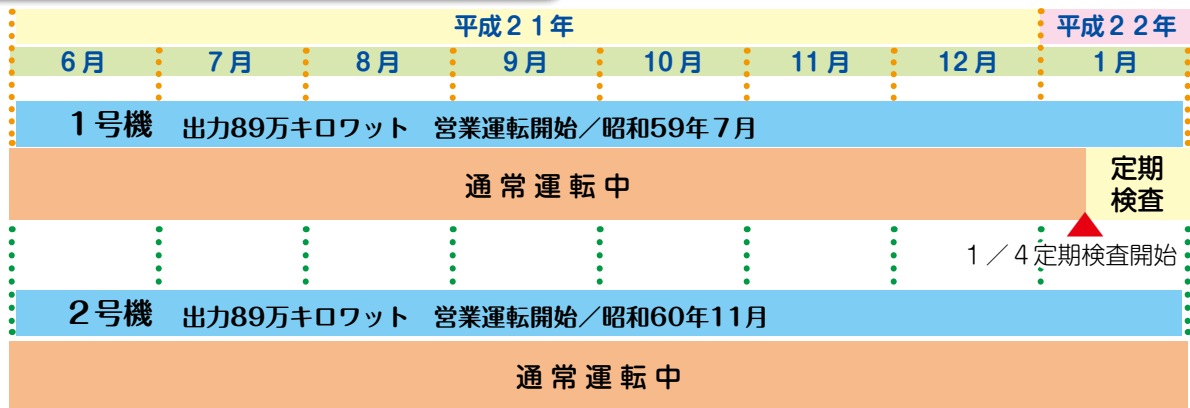 平成２１年 平成２２年
６月 ７月 ８月 ９月 10月 11月 12月 １月
１号機 出力89万キロワット 営業運転開始／昭和59年７月
通常運転中
定期
検査
１／４定期検査開始
２号機 出力89万キロワット 営業運転開始／昭和60年11月
通常運転中